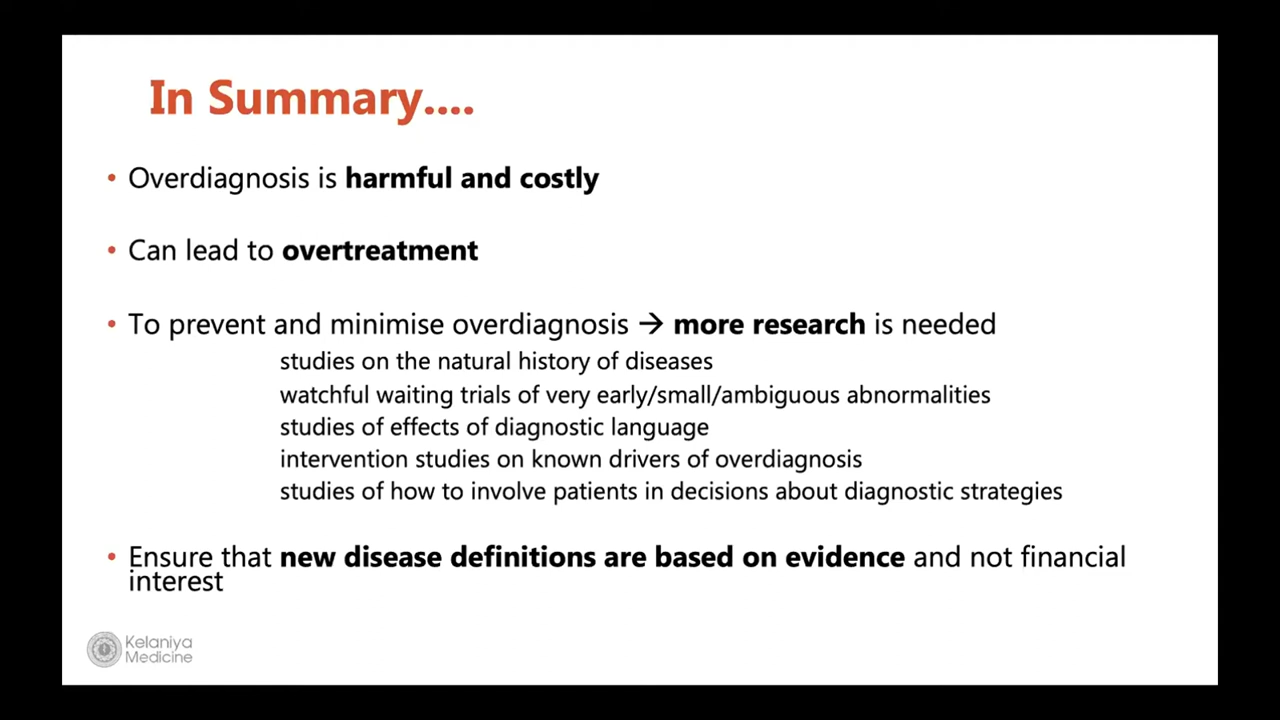 In Summary....
• Overdiagnosis is harmful and costly
• Can lead to overtreatment
• To prevent and minimise overdiagnosis → more research is needed
studies on the natural history of diseases
watchful waiting trials of very early/small/ambiguous abnormalities
studies of effects of diagnostic language
intervention studies on known drivers of overdiagnosis
studies of how to involve patients in decisions about diagnostic strategies
• Ensure that new disease definitions are based on evidence and not financial
interest
Kelaniya
Medicine